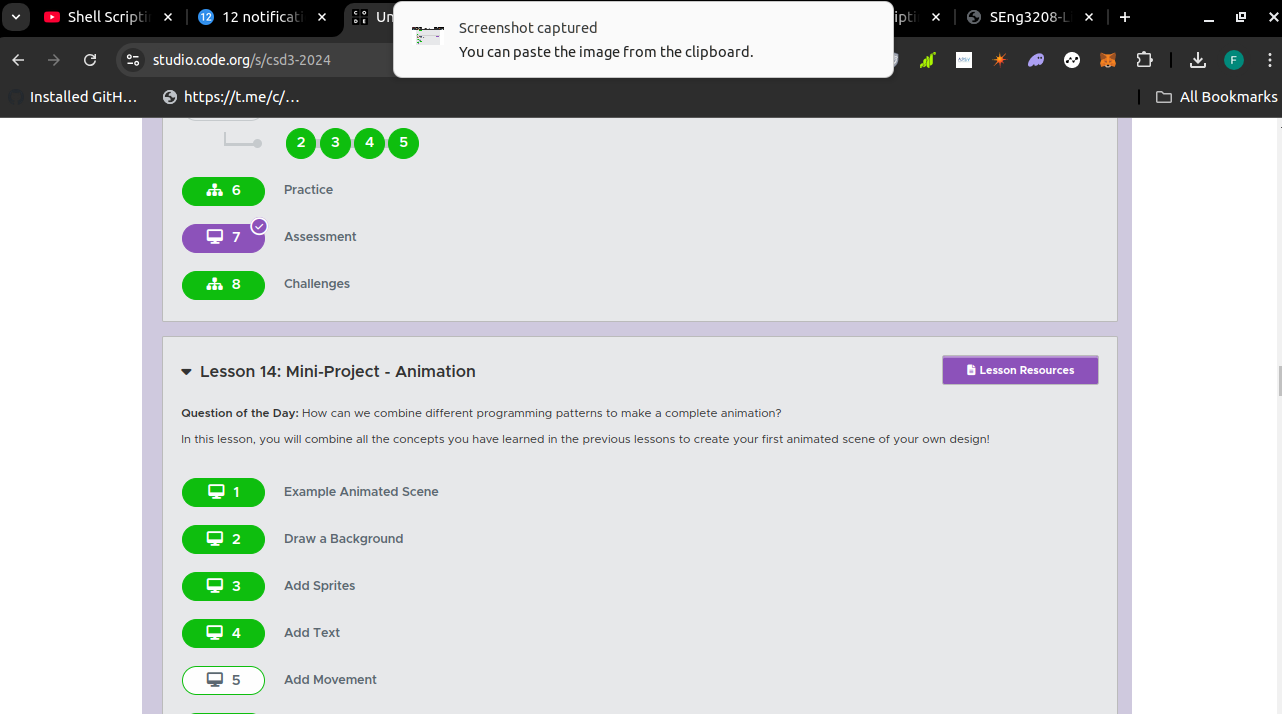 Shell Scriptin
12
12 notificati
CODE
Un
iptin
SEng3208-L
Screenshot captured
You can paste the image from the clipboard.
studio.code.org/s/csd3-2024
F
Installed GitH...
https://t.me/c/...
All Bookmarks
2 3 4 5
6 Practice
7 Assessment
8 Challenges
Lesson 14: Mini-Project - Animation
Lesson Resources
Question of the Day: How can we combine different programming patterns to make a complete animation?
In this lesson, you will combine all the concepts you have learned in the previous lessons to create your first animated scene of your own design!
1 Example Animated Scene
2 Draw a Background
3 Add Sprites
4 Add Text
5 Add Movement